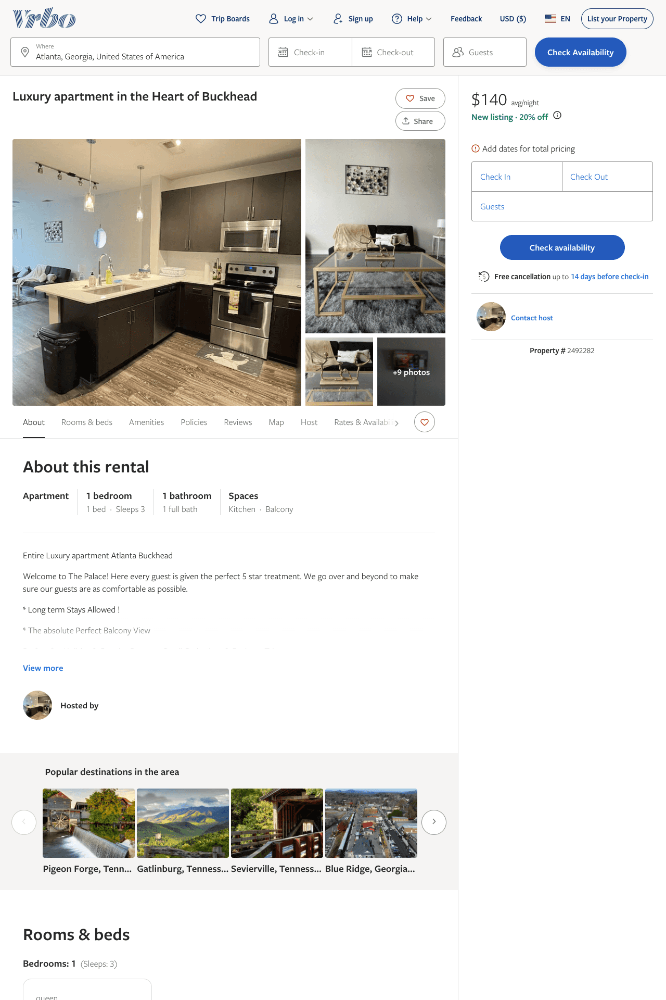 Vrbo
Trip Boards
Log in
Sign up
Help
Feedback
USD ($)
EN
List your Property
Where
Atlanta, Georgia, United States of America
Check-in
Check-out
Guests
Check Availability
Luxury apartment in the Heart of Buckhead
Save
Share
$140 avg/night
New listing · 20% off
Add dates for total pricing
Check In
Check Out
Guests
Check availability
Free cancellation up to 14 days before check-in
Contact host
Property # 2492282
+9 photos
About
Rooms & beds
Amenities
Policies
Reviews
Map
Host
Rates & Availabili
About this rental
Apartment
1 bedroom
1 bed · Sleeps 3
1 bathroom
1 full bath
Spaces
Kitchen · Balcony
Entire Luxury apartment Atlanta Buckhead
Welcome to The Palace! Here every guest is given the perfect 5 star treatment. We go over and beyond to make
sure our guests are as comfortable as possible.
* Long term Stays Allowed !
* The absolute Perfect Balcony View
View more
Hosted by
Popular destinations in the area
Pigeon Forge, Tenn...
Gatlinburg, Tenness...
Sevierville, Tenness...
Blue Ridge, Georgia...
Rooms & beds
Bedrooms: 1 (Sleeps: 3)
queen